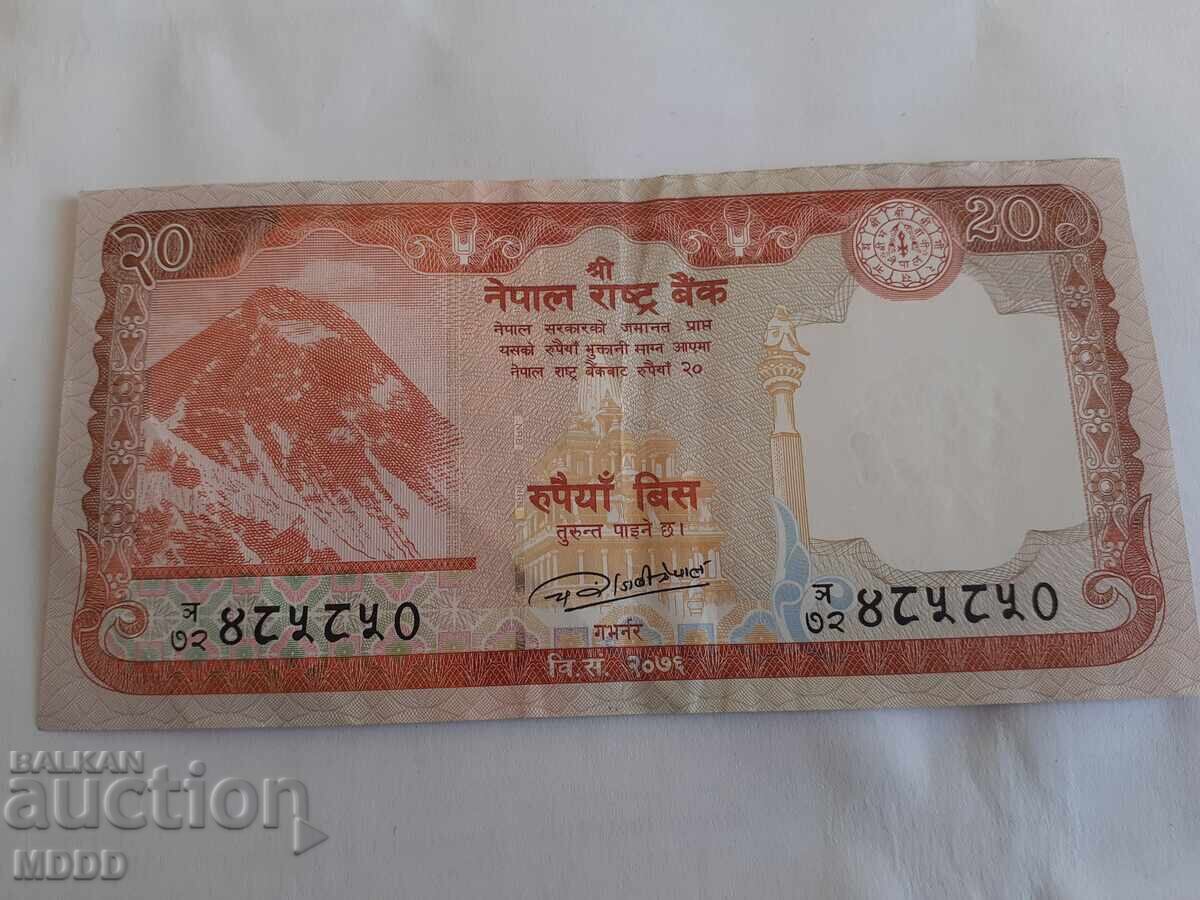 २०
20
श्री
नेपाल राष्ट्र बैंक
नेपाल सरकारको जमानत प्राप्त
यसको रुपैयाँ भुक्तानी माग्न आएमा
नेपाल राष्ट्र बैंकबाट रुपैयाँ २०
रुपैयाँ बिस
तुरुन्त पाइने छ।
गभर्नर
ञ
७२ ४८५८५०
ञ
७२ ४८५८५०
वि.सं. २०७६
BALKAN
auction
MDDD